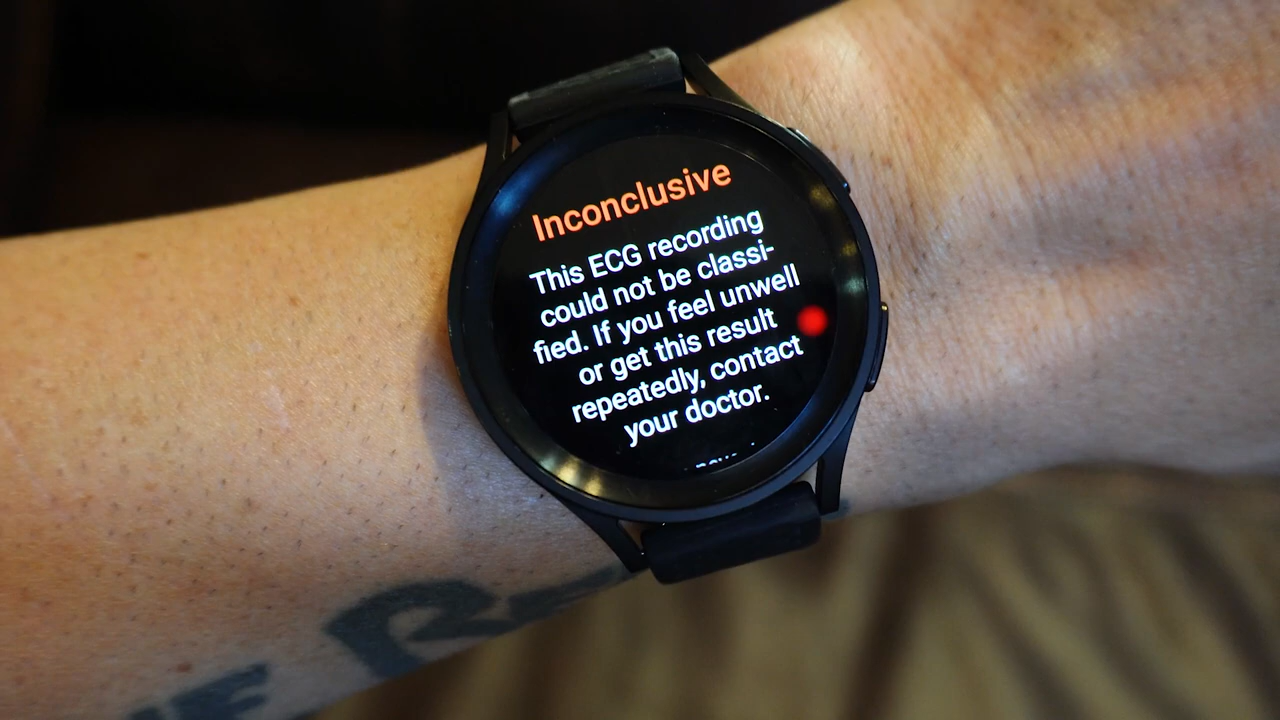 Inconclusive
This ECG recording
could not be classi-
fied. If you feel unwell
or get this result
repeatedly, contact
your doctor.